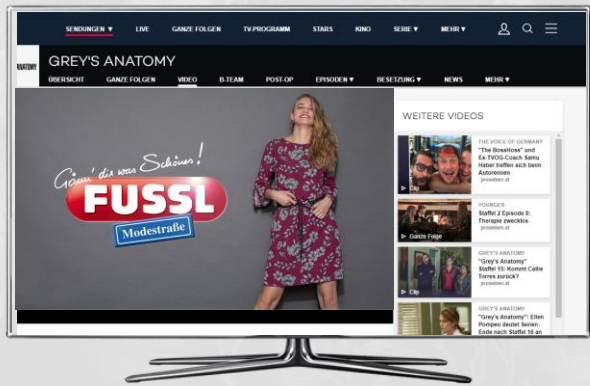 SENDUNGEN ▼ LIVE GANZE FOLGEN TV-PROGRAMM STARS KINO SERIE ▼ MEHR ▼
GREY'S ANATOMY
ÜBERSICHT GANZE FOLGEN VIDEO B-TEAM POST-OP EPISODEN ▼ BESETZUNG ▼ NEWS MEHR ▼
Gönn' dir was Schönes!
FUSSL
Modestraße
WEITERE VIDEOS
Clip
THE VOICE OF GERMANY
"The BossHoss" und
Ex-TVOG-Coach Samu
Haber treffen sich beim
Autorennen
prosieben.at
Ganze Folge
YOUNGER
Staffel 2 Episode 8:
Therapie zwecklos
prosieben.at
Clip
GREY'S ANATOMY
"Grey's Anatomy"
Staffel 15: Kommt Callie
Torres zurück?
prosieben.at
GREY'S ANATOMY
"Grey's Anatomy": Ellen
Pompeo deutet Serien-
Ende nach Staffel 16 an